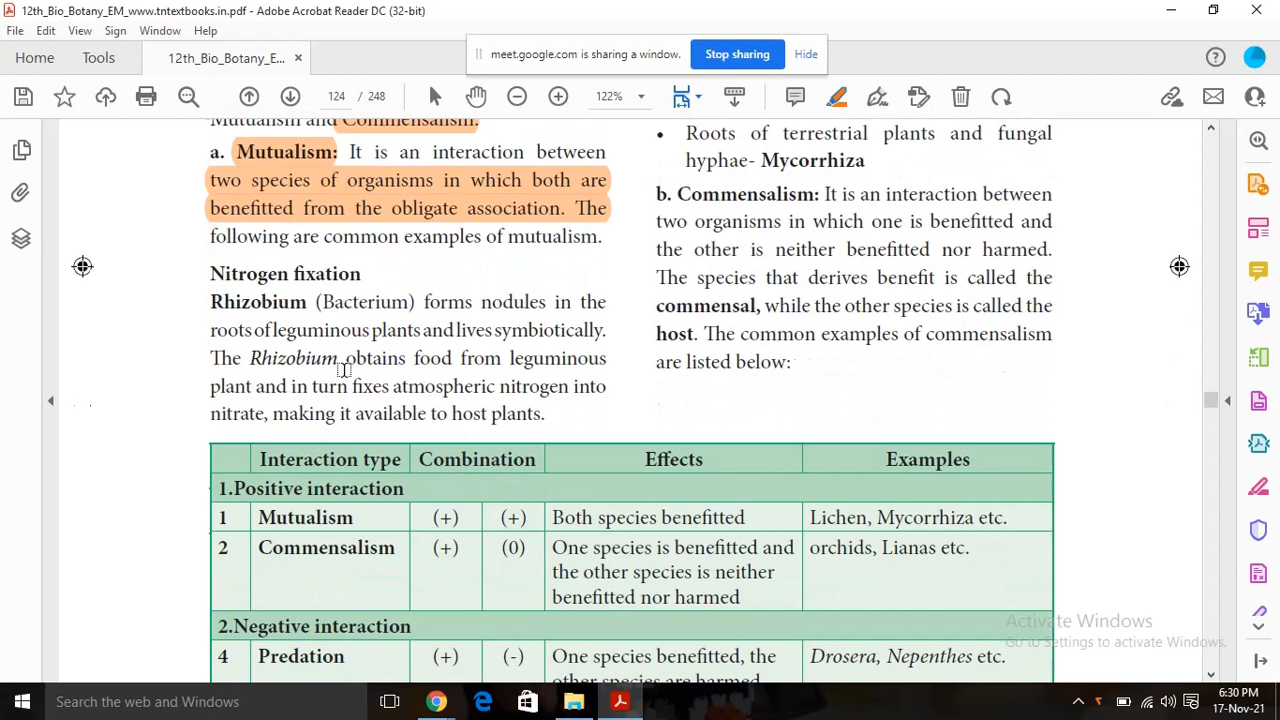 12th_Bio_Botany_EM_www.tntextbooks.in.pdf - Adobe Acrobat Reader DC (32-bit)
File Edit View Sign Window Help
Home Tools 12th_Bio_Botany_E... ×
meet.google.com is sharing a window. Stop sharing Hide
124 / 248 122%
Mutualism and Commensalism.
a. Mutualism: It is an interaction between
two species of organisms in which both are
benefitted from the obligate association. The
following are common examples of mutualism.
Nitrogen fixation
Rhizobium (Bacterium) forms nodules in the
roots of leguminous plants and lives symbiotically.
The Rhizobium obtains food from leguminous
plant and in turn fixes atmospheric nitrogen into
nitrate, making it available to host plants.
• Roots of terrestrial plants and fungal
hyphae- Mycorrhiza
b. Commensalism: It is an interaction between
two organisms in which one is benefitted and
the other is neither benefitted nor harmed.
The species that derives benefit is called the
commensal, while the other species is called the
host. The common examples of commensalism
are listed below:
Interaction type Combination Effects Examples
1.Positive interaction
1 Mutualism (+) (+) Both species benefitted Lichen, Mycorrhiza etc.
2 Commensalism (+) (0) One species is benefitted and orchids, Lianas etc.
the other species is neither
benefitted nor harmed
2.Negative interaction
4 Predation (+) (-) One species benefitted, the Drosera, Nepenthes etc.
other species are harmed
Activate Windows
Go to Settings to activate Windows.
Search the web and Windows
6:30 PM
17-Nov-21